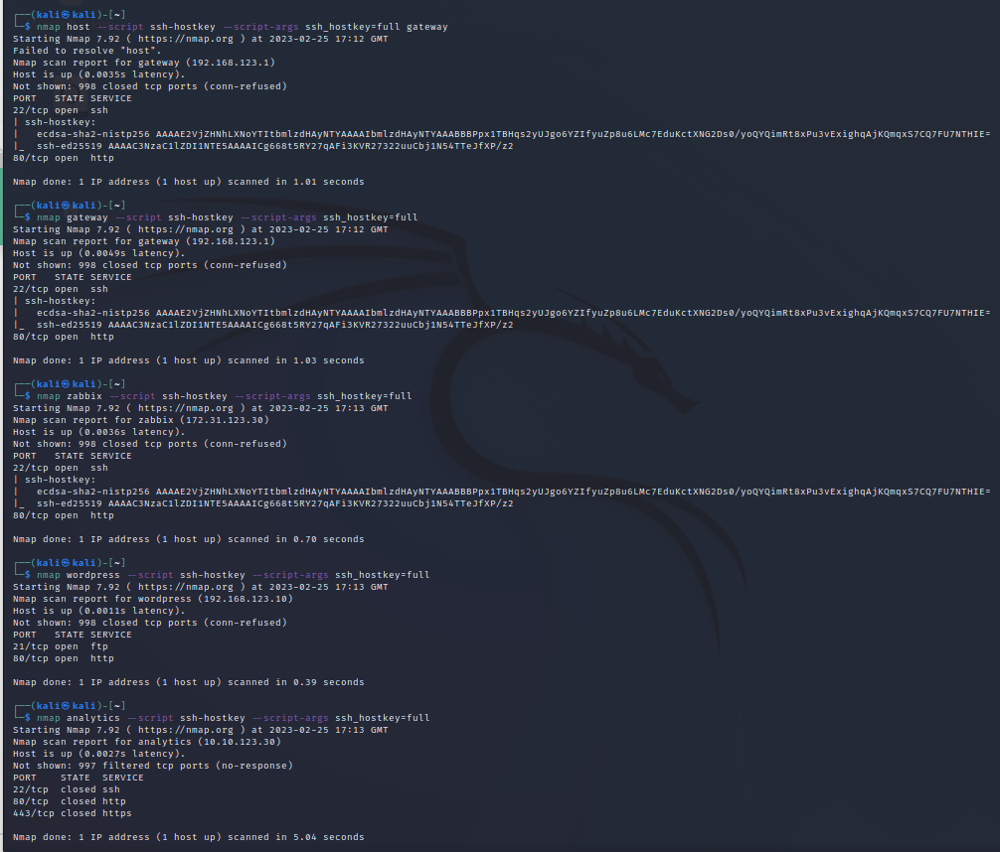 ┌──(kali㉿kali)-[~]
└─$ nmap host --script ssh-hostkey --script-args ssh_hostkey=full gateway
Starting Nmap 7.92 ( https://nmap.org ) at 2023-02-25 17:12 GMT
Failed to resolve "host".
Nmap scan report for gateway (192.168.123.1)
Host is up (0.0035s latency).
Not shown: 998 closed tcp ports (conn-refused)
PORT   STATE SERVICE
22/tcp open  ssh
| ssh-hostkey:
|   ecdsa-sha2-nistp256 AAAAE2VjZHNhLXNoYTItbmlzdHAyNTYAAAAIbmlzdHAyNTYAAABBBPpx1TBHqs2yUJgo6YZIfyuZp8u6LMc7EduKctXNG2Ds0/yoQYQimRt8xPu3vExighqAjKQmqxS7CQ7FU7NTHIE=
|_  ssh-ed25519 AAAAC3NzaC1lZDI1NTE5AAAAICg668t5RY27qAFi3KVR27322uuCbj1N54TTeJfXP/z2
80/tcp open  http
Nmap done: 1 IP address (1 host up) scanned in 1.01 seconds
┌──(kali㉿kali)-[~]
└─$ nmap gateway --script ssh-hostkey --script-args ssh_hostkey=full
Starting Nmap 7.92 ( https://nmap.org ) at 2023-02-25 17:12 GMT
Nmap scan report for gateway (192.168.123.1)
Host is up (0.0049s latency).
Not shown: 998 closed tcp ports (conn-refused)
PORT   STATE SERVICE
22/tcp open  ssh
| ssh-hostkey:
|   ecdsa-sha2-nistp256 AAAAE2VjZHNhLXNoYTItbmlzdHAyNTYAAAAIbmlzdHAyNTYAAABBBPpx1TBHqs2yUJgo6YZIfyuZp8u6LMc7EduKctXNG2Ds0/yoQYQimRt8xPu3vExighqAjKQmqxS7CQ7FU7NTHIE=
|_  ssh-ed25519 AAAAC3NzaC1lZDI1NTE5AAAAICg668t5RY27qAFi3KVR27322uuCbj1N54TTeJfXP/z2
80/tcp open  http
Nmap done: 1 IP address (1 host up) scanned in 1.03 seconds
┌──(kali㉿kali)-[~]
└─$ nmap zabbix --script ssh-hostkey --script-args ssh_hostkey=full
Starting Nmap 7.92 ( https://nmap.org ) at 2023-02-25 17:13 GMT
Nmap scan report for zabbix (172.31.123.30)
Host is up (0.0036s latency).
Not shown: 998 closed tcp ports (conn-refused)
PORT   STATE SERVICE
22/tcp open  ssh
| ssh-hostkey:
|   ecdsa-sha2-nistp256 AAAAE2VjZHNhLXNoYTItbmlzdHAyNTYAAAAIbmlzdHAyNTYAAABBBPpx1TBHqs2yUJgo6YZIfyuZp8u6LMc7EduKctXNG2Ds0/yoQYQimRt8xPu3vExighqAjKQmqxS7CQ7FU7NTHIE=
|_  ssh-ed25519 AAAAC3NzaC1lZDI1NTE5AAAAICg668t5RY27qAFi3KVR27322uuCbj1N54TTeJfXP/z2
80/tcp open  http
Nmap done: 1 IP address (1 host up) scanned in 0.70 seconds
┌──(kali㉿kali)-[~]
└─$ nmap wordpress --script ssh-hostkey --script-args ssh_hostkey=full
Starting Nmap 7.92 ( https://nmap.org ) at 2023-02-25 17:13 GMT
Nmap scan report for wordpress (192.168.123.10)
Host is up (0.0011s latency).
Not shown: 998 closed tcp ports (conn-refused)
PORT   STATE SERVICE
21/tcp open  ftp
80/tcp open  http
Nmap done: 1 IP address (1 host up) scanned in 0.39 seconds
┌──(kali㉿kali)-[~]
└─$ nmap analytics --script ssh-hostkey --script-args ssh_hostkey=full
Starting Nmap 7.92 ( https://nmap.org ) at 2023-02-25 17:13 GMT
Nmap scan report for analytics (10.10.123.30)
Host is up (0.0027s latency).
Not shown: 997 filtered tcp ports (no-response)
PORT    STATE  SERVICE
22/tcp  closed ssh
80/tcp  closed http
443/tcp closed https
Nmap done: 1 IP address (1 host up) scanned in 5.04 seconds